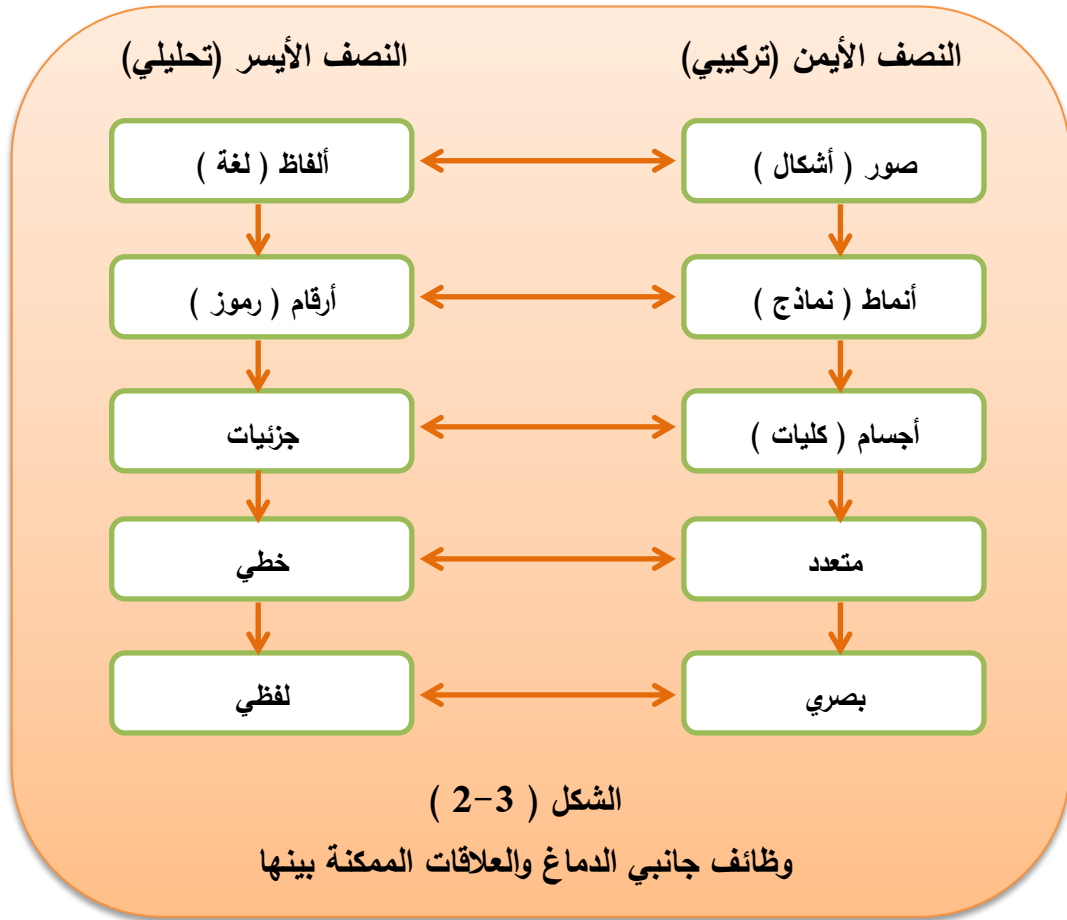 النصف الأيمن (تركيبي) النصف الأيسر (تحليلي)
صور ( أشكال ) ألفاظ ( لغة )
أنماط ( نماذج ) أرقام ( رموز )
أجسام ( كليات ) جزئيات
متعدد خطي
بصري لفظي
الشكل ( 3-2 )
وظائف جانبي الدماغ والعلاقات الممكنة بينها